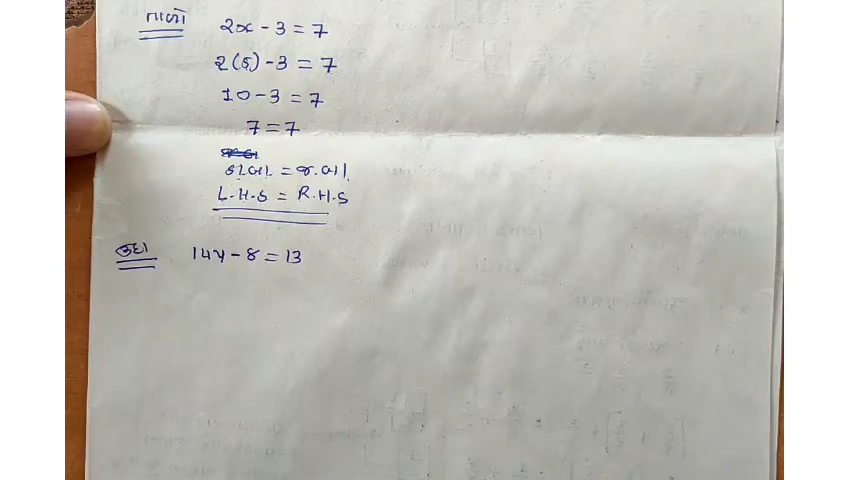 તાળો 2x - 3 = 7
2(5) - 3 = 7
10 - 3 = 7
7 = 7
ડા.બા. = જ.બા.
L.H.S = R.H.S
ઉદા 14y - 8 = 13